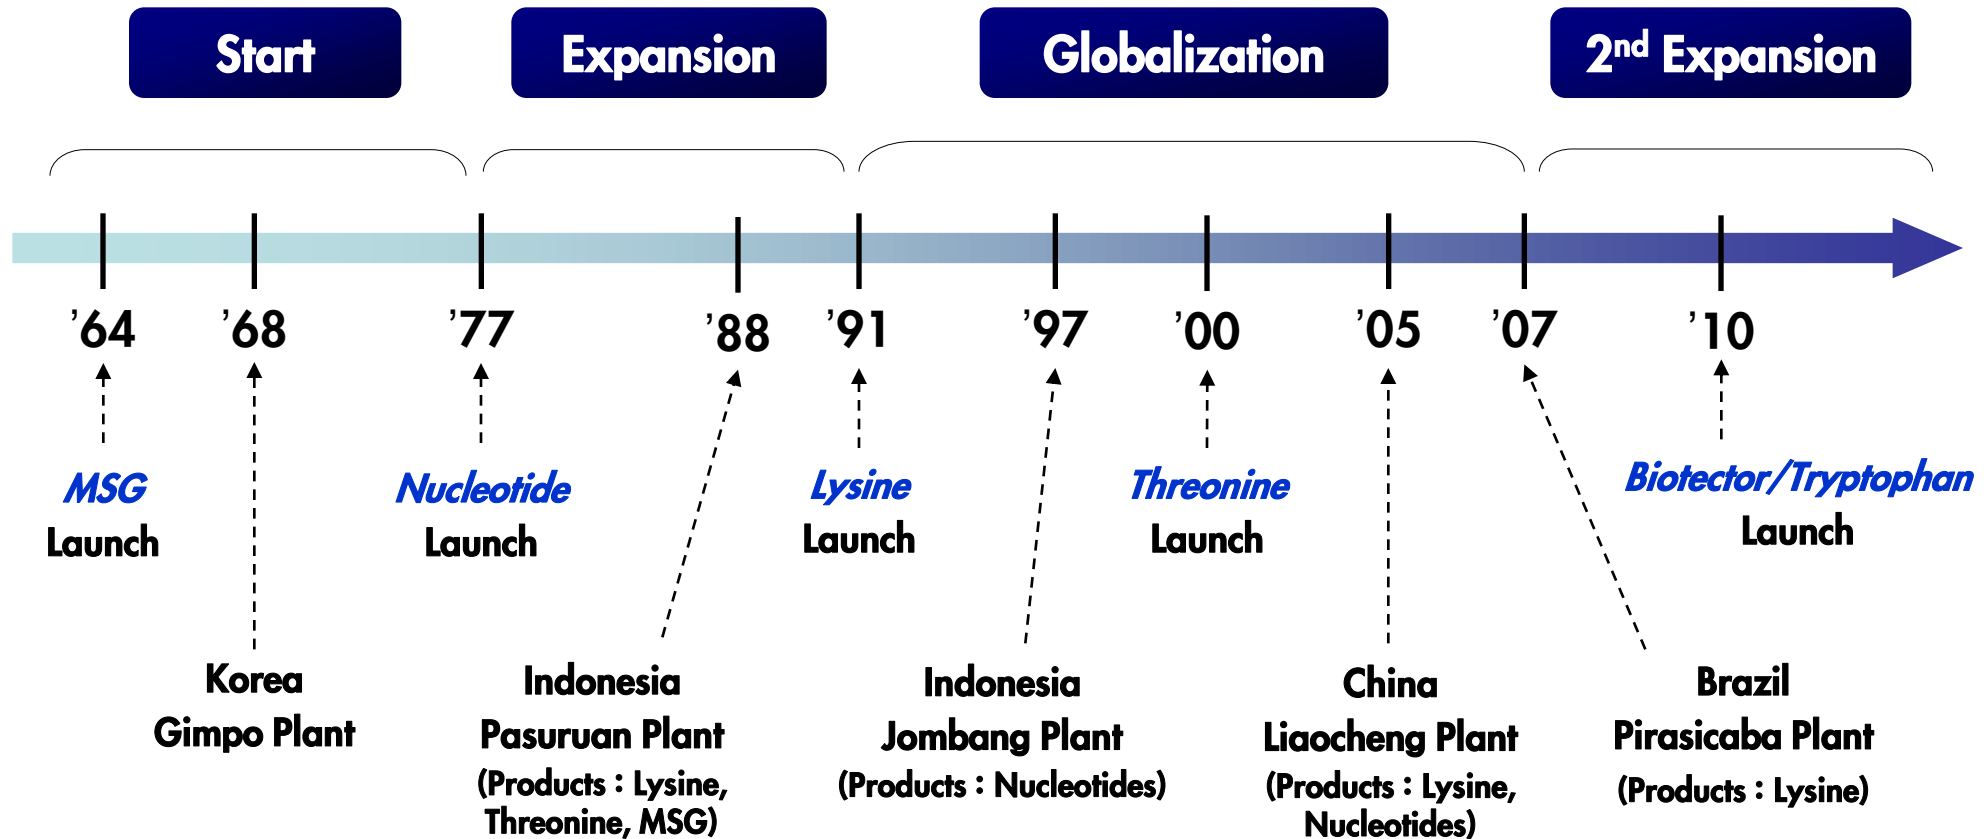 Start
Expansion
Globalization
2nd Expansion
’64
’68
’77
’88
’91
’97
’00
’05
’07
’10
MSG
Launch
Nucleotide
Launch
Lysine
Launch
Threonine
Launch
Biotector/Tryptophan
Launch
Korea
Gimpo Plant
Indonesia
Pasuruan Plant
(Products : Lysine,
Threonine, MSG)
Indonesia
Jombang Plant
(Products : Nucleotides)
China
Liaocheng Plant
(Products : Lysine,
Nucleotides)
Brazil
Pirasicaba Plant
(Products : Lysine)